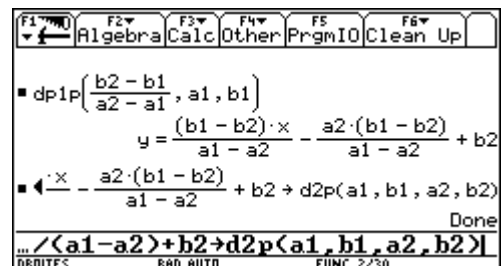 F1 F2 Algebra F3 Calc F4 Other F5 PrgmIO F6 Clean Up
▪ dp1p((b2 − b1)/(a2 − a1), a1, b1)
y = ((b1 − b2)·x)/(a1 − a2) − (a2·(b1 − b2))/(a1 − a2) + b2
▪ ◀·x/ − (a2·(b1 − b2))/(a1 − a2) + b2 → d2p(a1, b1, a2, b2)
Done
.../(a1-a2)+b2→d2p(a1,b1,a2,b2)
DROITES RAD AUTO FUNC 2/30